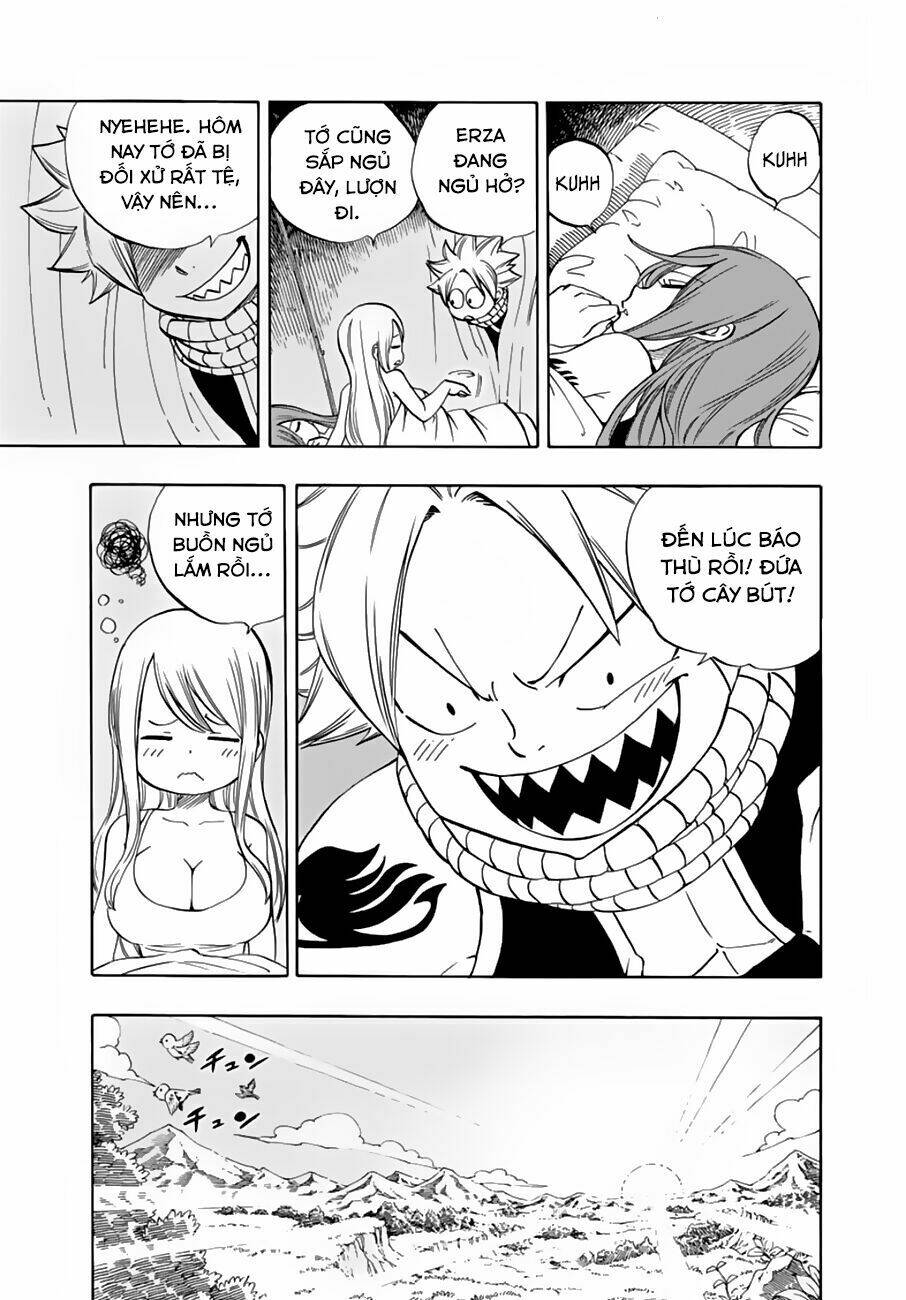 KUHH
KUHH
ERZA
ĐANG
NGỦ HỞ?
TỚ CŨNG
SẮP NGỦ
ĐÂY, LƯỢN
ĐI.
NYEHEHE. HÔM
NAY TỚ ĐÃ BỊ
ĐỐI XỬ RẤT TỆ,
VẬY NÊN...
ĐẾN LÚC BÁO
THÙ RỒI! ĐỨA
TỚ CÂY BÚT!
NHƯNG TỚ
BUỒN NGỦ
LẮM RỒI...
チュン
チュン